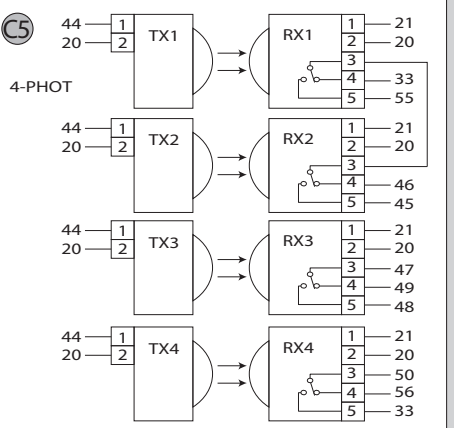 C5
4-PHOT
44 1 TX1 RX1 1 21
20 2 2 20
3
4 33
5 55
44 1 TX2 RX2 1 21
20 2 2 20
3
4 46
5 45
44 1 TX3 RX3 1 21
20 2 2 20
3 47
4 49
5 48
44 1 TX4 RX4 1 21
20 2 2 20
3 50
4 56
5 33